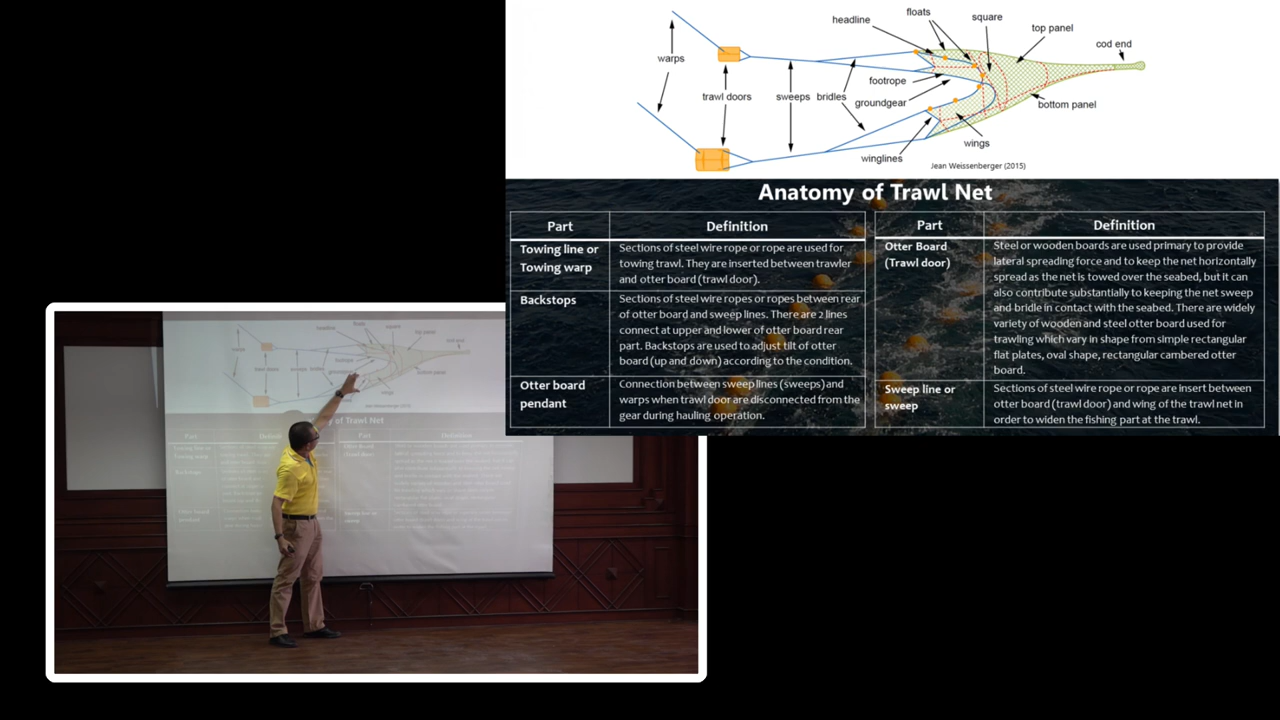 headline
floats
square
top panel
cod end
warps
trawl doors
sweeps
bridles
footrope
groundgear
bottom panel
winglines
wings
Jean Weissenberger (2015)
Anatomy of Trawl Net
Part
Definition
Towing line or
Towing warp
Sections of steel wire rope or rope are used for
towing trawl. They are inserted between trawler
and otter board (trawl door).
Backstops
Sections of steel wire ropes or ropes between rear
of otter board and sweep lines. There are 2 lines
connect at upper and lower of otter board rear
part. Backstops are used to adjust tilt of otter
board (up and down) according to the condition.
Otter board
pendant
Connection between sweep lines (sweeps) and
warps when trawl door are disconnected from the
gear during hauling operation.
Part
Definition
Otter Board
(Trawl door)
Steel or wooden boards are used primary to provide
lateral spreading force and to keep the net horizontally
spread as the net is towed over the seabed, but it can
also contribute substantially to keeping the net sweep
and bridle in contact with the seabed. There are widely
variety of wooden and steel otter board used for
trawling which vary in shape from simple rectangular
flat plates, oval shape, rectangular cambered otter
board.
Sweep line or
sweep
Sections of steel wire rope or rope are insert between
otter board (trawl door) and wing of the trawl net in
order to widen the fishing part at the trawl.